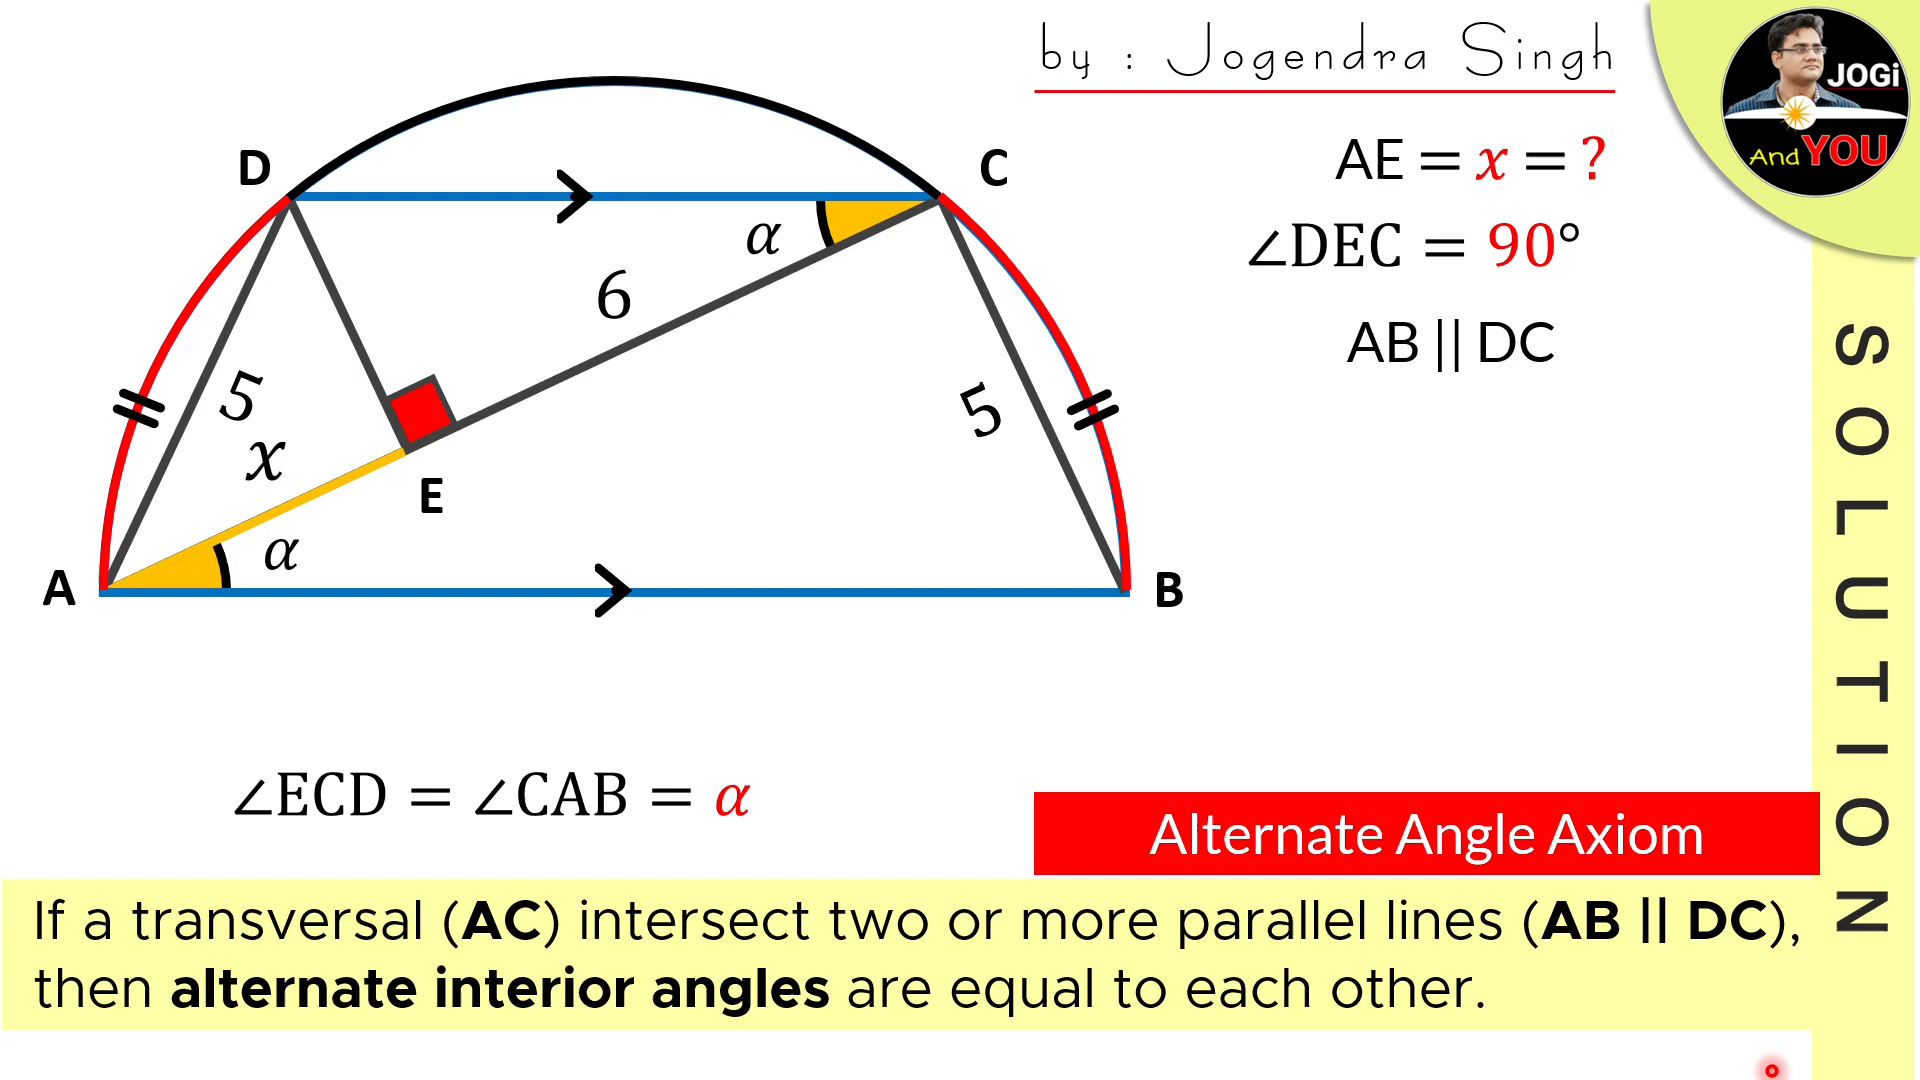 by : Jogendra Singh
JOGi
And YOU
AE = x = ?
∠DEC = 90°
AB || DC
D
C
α
6
5
x
5
E
α
A
B
∠ECD = ∠CAB = α
Alternate Angle Axiom
If a transversal (AC) intersect two or more parallel lines (AB || DC),
then alternate interior angles are equal to each other.
SOLUTION